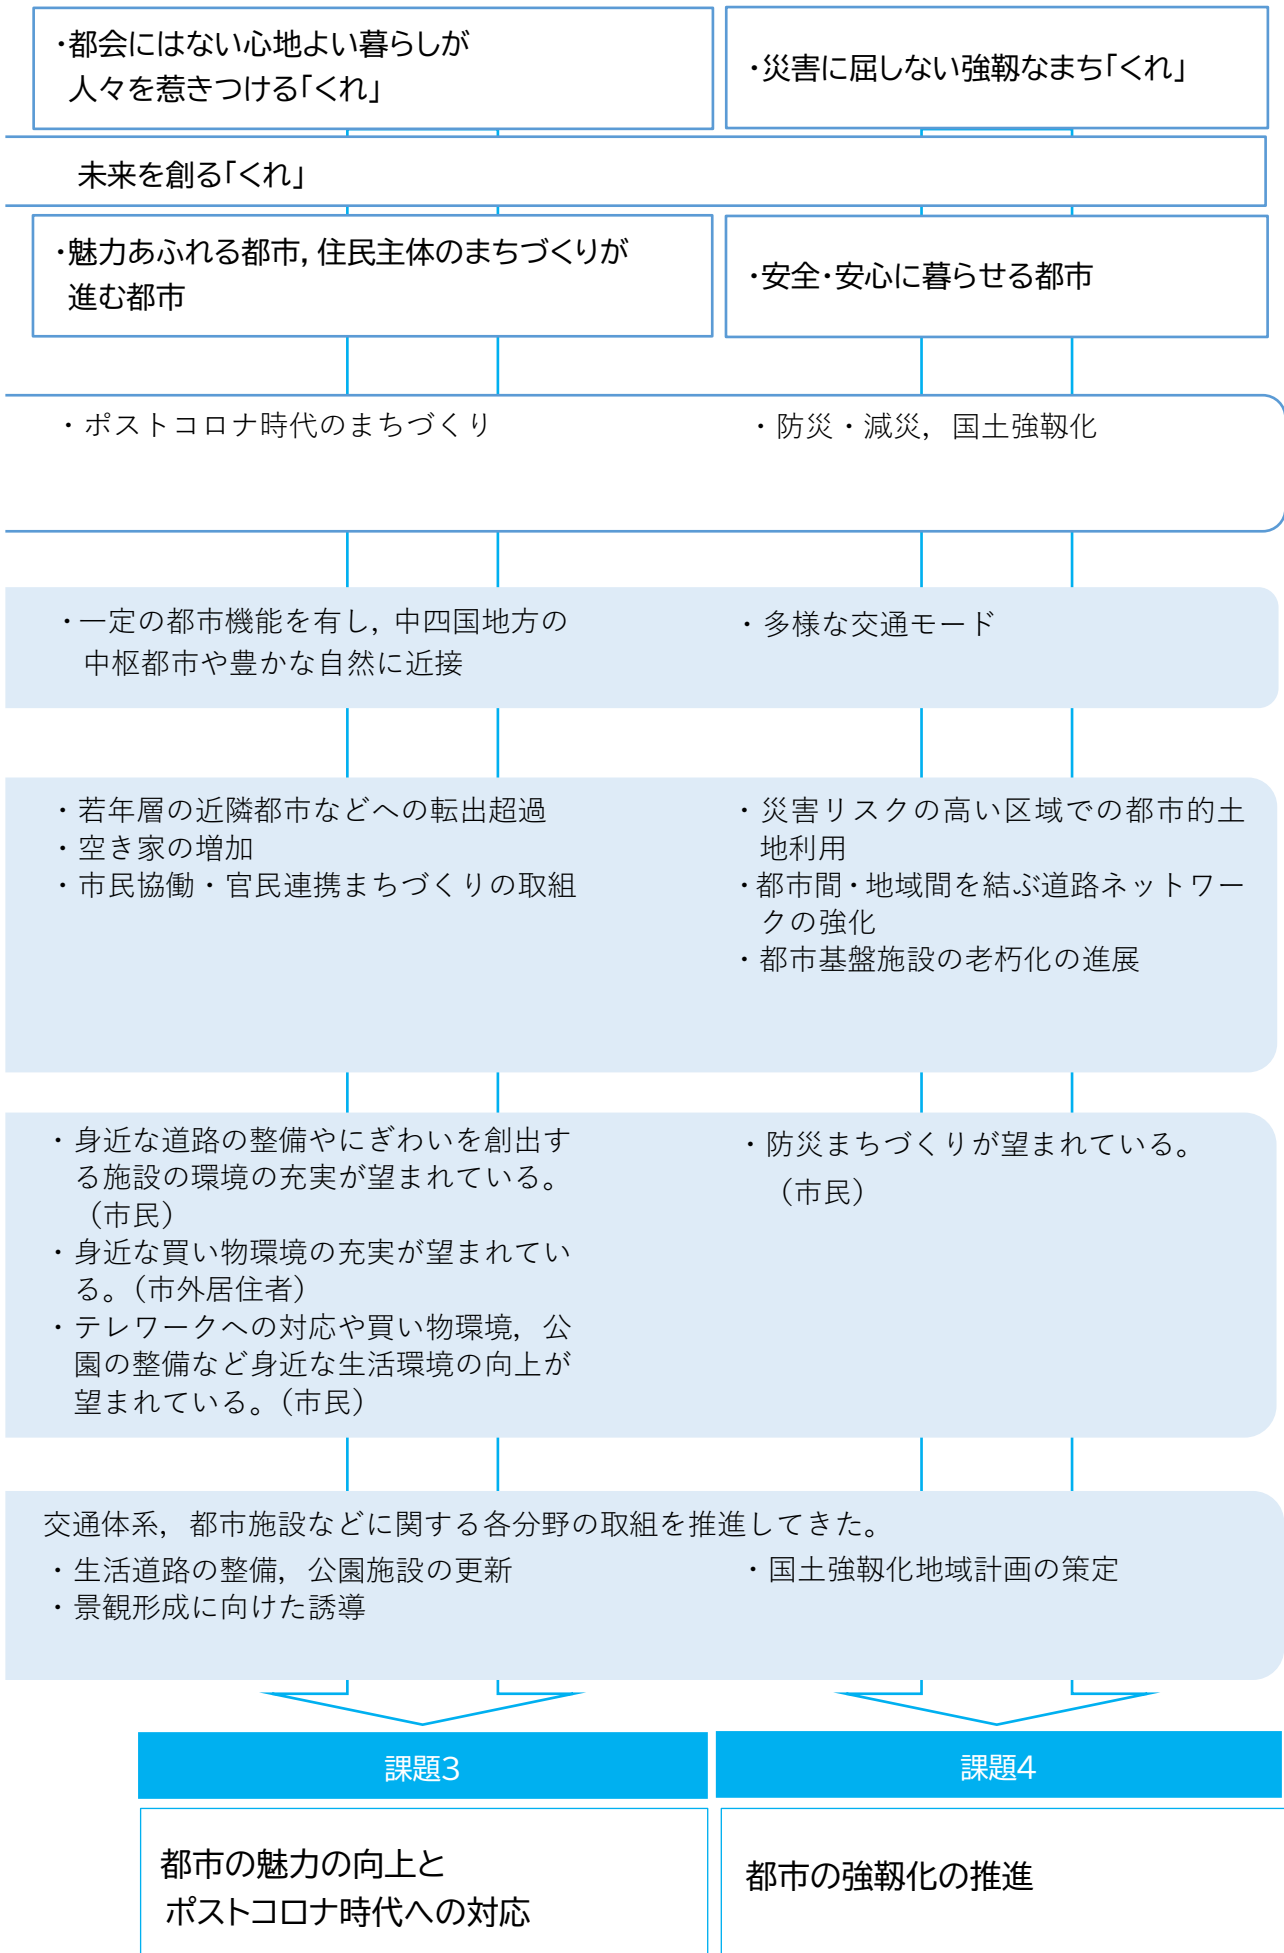 ・都会にはない心地よい暮らしが
人々を惹きつける「くれ」
・災害に屈しない強靱なまち「くれ」
未来を創る「くれ」
・魅力あふれる都市，住民主体のまちづくりが
進む都市
・安全・安心に暮らせる都市
・ポストコロナ時代のまちづくり
・防災・減災，国土強靱化
・一定の都市機能を有し，中四国地方の
中枢都市や豊かな自然に近接
・多様な交通モード
・若年層の近隣都市などへの転出超過
・空き家の増加
・市民協働・官民連携まちづくりの取組
・災害リスクの高い区域での都市的土
地利用
・都市間・地域間を結ぶ道路ネットワー
クの強化
・都市基盤施設の老朽化の進展
・身近な道路の整備やにぎわいを創出す
る施設の環境の充実が望まれている。
（市民）
・身近な買い物環境の充実が望まれてい
る。（市外居住者）
・テレワークへの対応や買い物環境，公
園の整備など身近な生活環境の向上が
望まれている。（市民）
・防災まちづくりが望まれている。
（市民）
交通体系，都市施設などに関する各分野の取組を推進してきた。
・生活道路の整備，公園施設の更新
・景観形成に向けた誘導
・国土強靱化地域計画の策定
課題3
都市の魅力の向上と
ポストコロナ時代への対応
課題4
都市の強靱化の推進